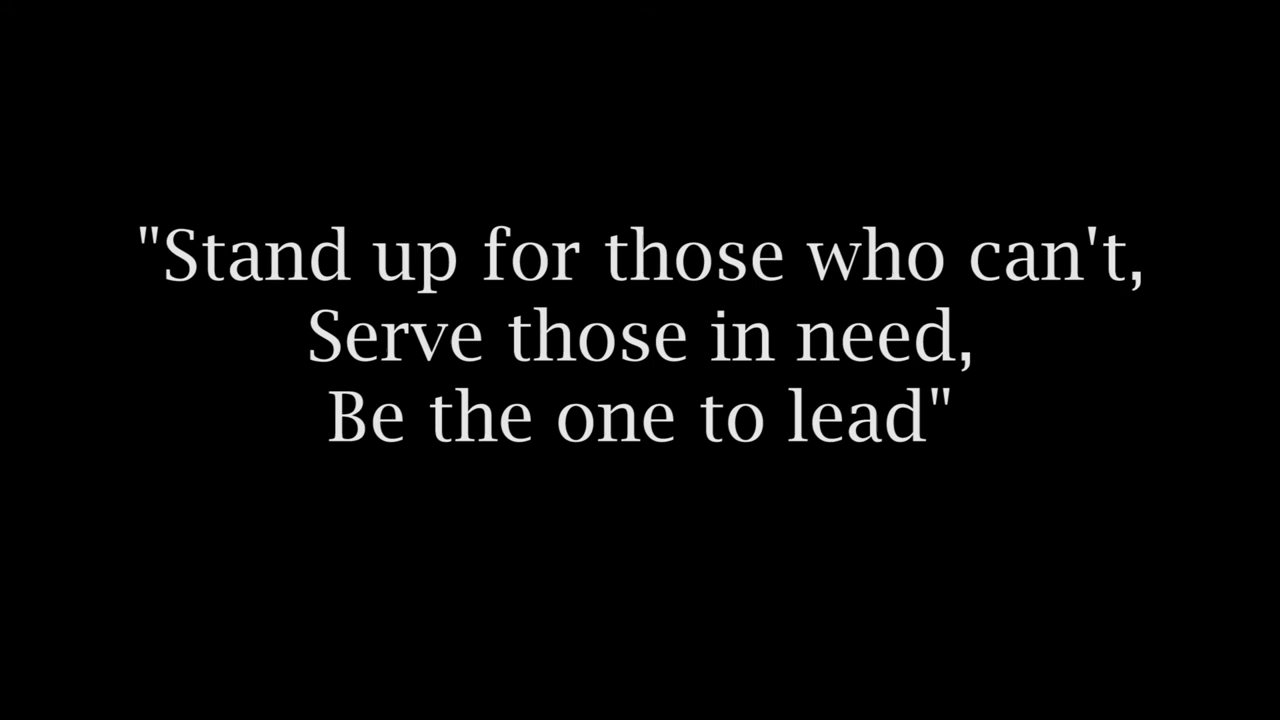 "Stand up for those who can't,
Serve those in need,
Be the one to lead"